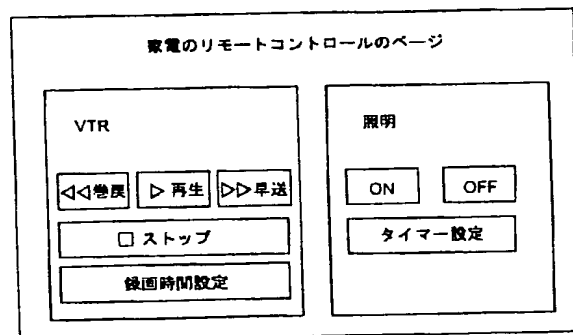 家電のリモートコントロールのページ
VTR
◁◁巻戻 ▷再生 ▷▷早送
□ ストップ
録画時間設定
照明
ON OFF
タイマー設定